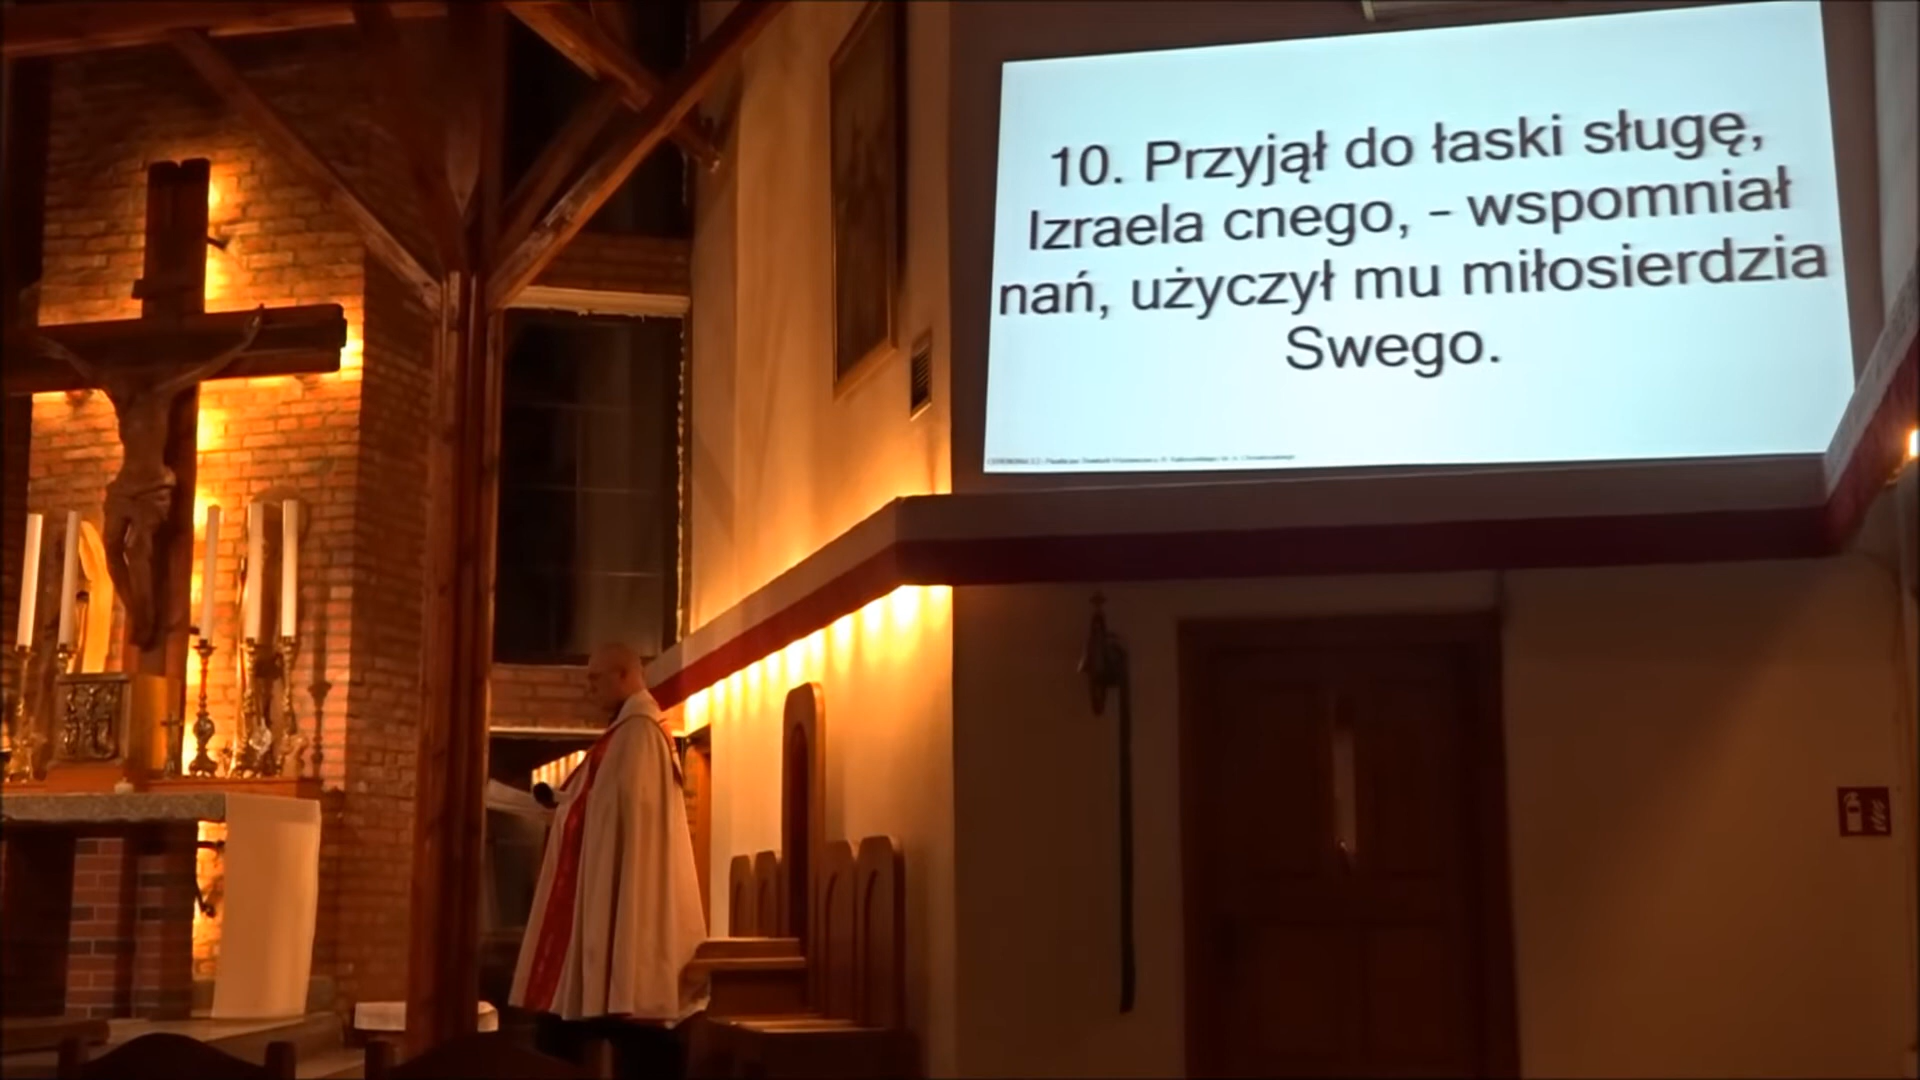 10. Przyjął do łaski sługę,
Izraela cnego, - wspomniał
nań, użyczył mu miłosierdzia
Swego.